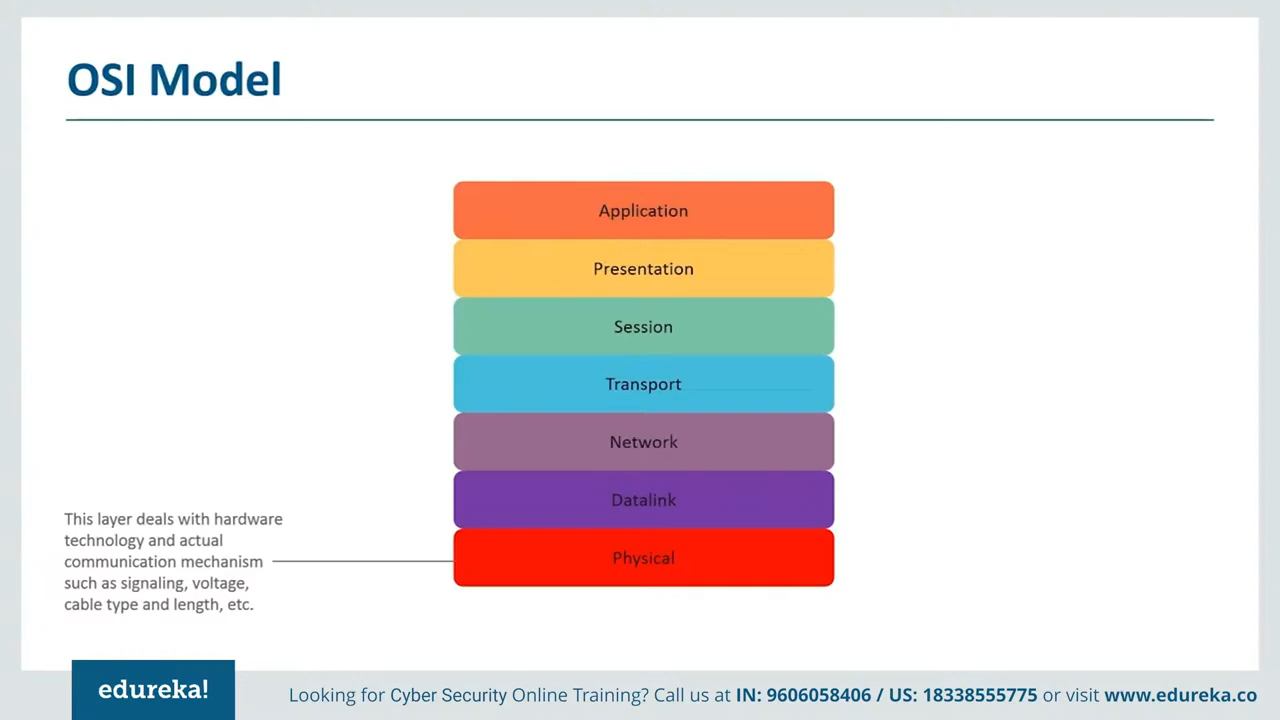 OSI Model
Application
Presentation
Session
Transport
Network
Datalink
Physical
This layer deals with hardware
technology and actual
communication mechanism
such as signaling, voltage,
cable type and length, etc.
edureka!
Looking for Cyber Security Online Training? Call us at IN: 9606058406 / US: 18338555775 or visit www.edureka.co